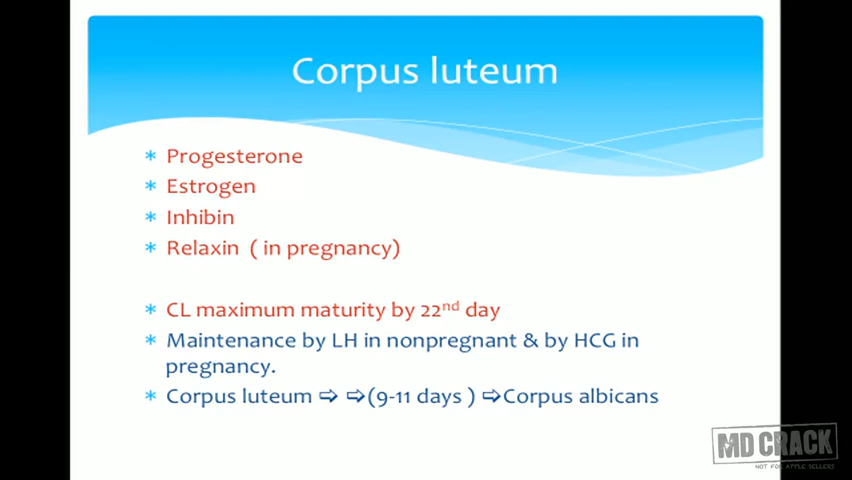 Corpus luteum
* Progesterone
* Estrogen
* Inhibin
* Relaxin ( in pregnancy)
* CL maximum maturity by 22nd day
* Maintenance by LH in nonpregnant & by HCG in
pregnancy.
* Corpus luteum ⇨ ⇨(9-11 days ) ⇨Corpus albicans
MD CRACK
NOT FOR APPLE SELLERS